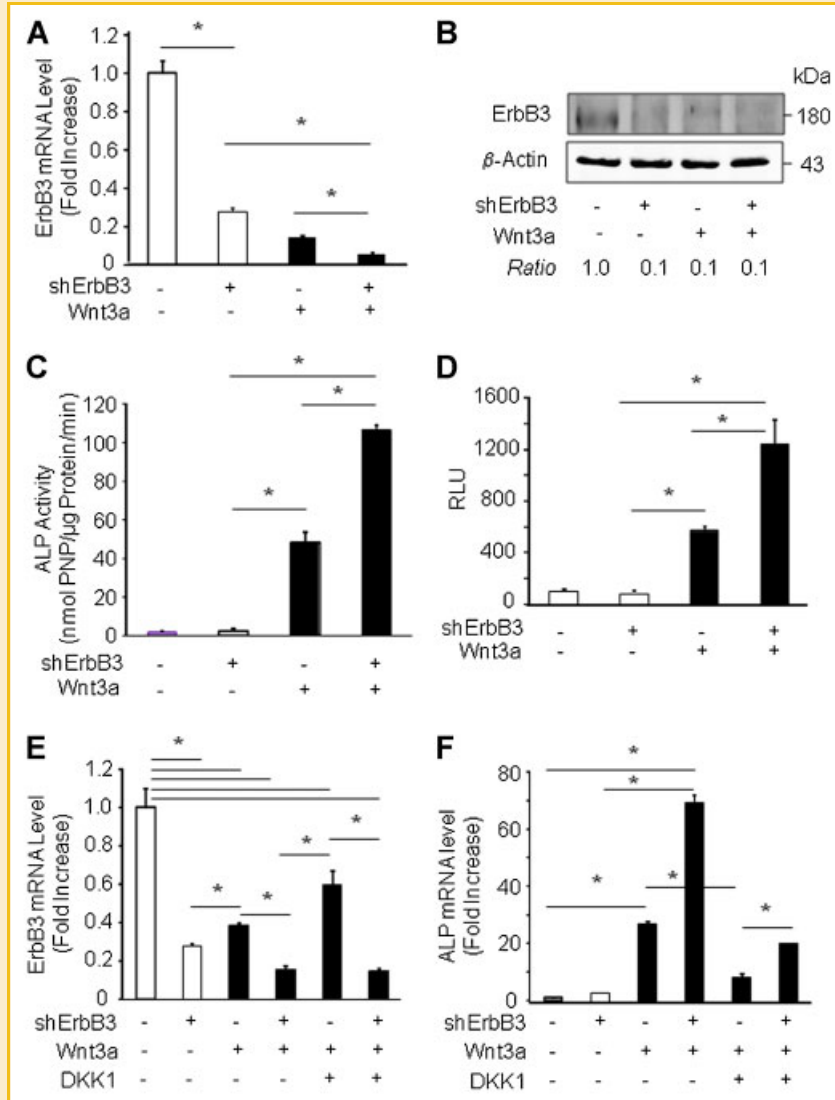 A
ErbB3 mRNA Level
(Fold Increase)
1.2
1.0
0.8
0.6
0.4
0.2
0
*
*
*
shErbB3 - + - +
Wnt3a - - + +
B
kDa
ErbB3 180
β-Actin 43
shErbB3 - + - +
Wnt3a - - + +
Ratio 1.0 0.1 0.1 0.1
C
ALP Activity
(nmol PNP/µg Protein/min)
120
100
80
60
40
20
0
*
*
*
shErbB3 - + - +
Wnt3a - - + +
D
RLU
1600
1200
800
400
0
*
*
*
shErbB3 - + - +
Wnt3a - - + +
E
ErbB3 mRNA Level
(Fold Increase)
1.2
1.0
0.8
0.6
0.4
0.2
0
*
*
*
*
*
shErbB3 - + - + - +
Wnt3a - - + + + +
DKK1 - - - - + +
F
ALP mRNA level
(Fold Increase)
80
60
40
20
0
*
*
*
*
*
shErbB3 - + - + - +
Wnt3a - - + + + +
DKK1 - - - - + +